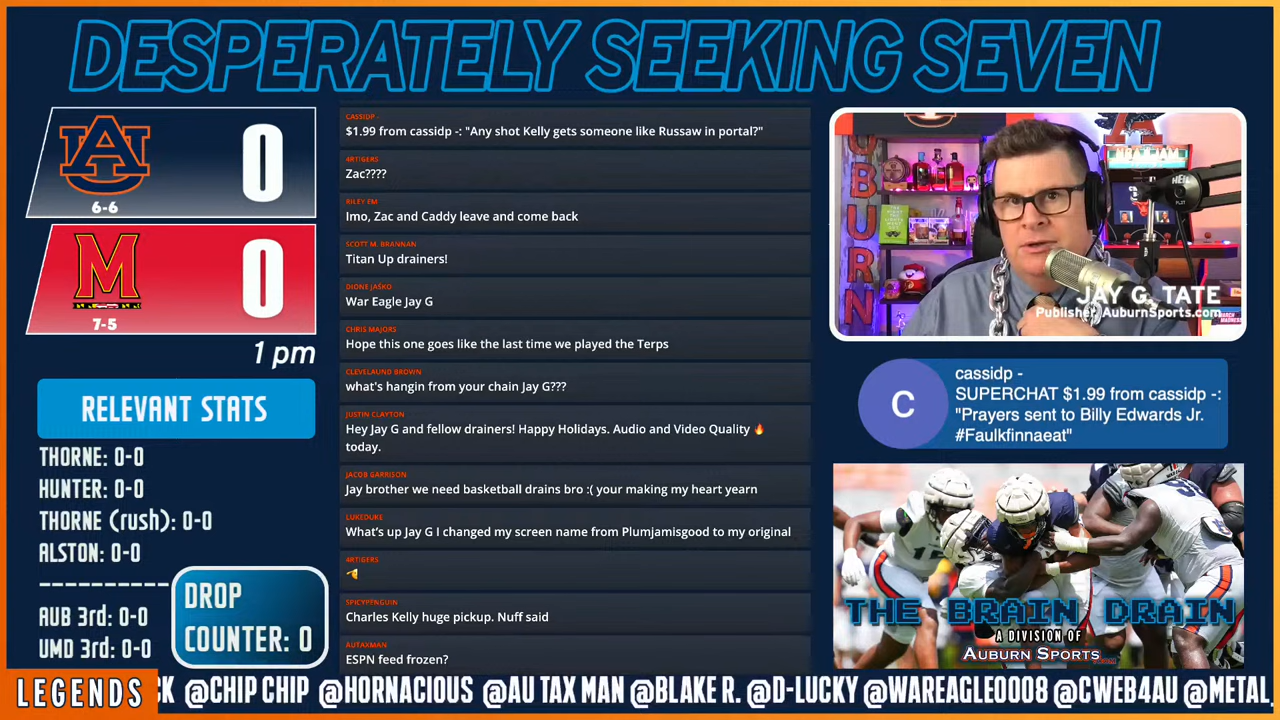 DESPERATELY SEEKING SEVEN
0
6-6
M
0
7-5
1 pm
RELEVANT STATS
THORNE: 0-0
HUNTER: 0-0
THORNE (rush): 0-0
ALSTON: 0-0
----------
AUB 3rd: 0-0
UMD 3rd: 0-0
DROP
COUNTER: 0
CASSIDP -
$1.99 from cassidp -: "Any shot Kelly gets someone like Russaw in portal?"
4RTIGERS
Zac????
RILEY EM
Imo, Zac and Caddy leave and come back
SCOTT M. BRANNAN
Titan Up drainers!
DIONE JAŠKO
War Eagle Jay G
CHRIS MAJORS
Hope this one goes like the last time we played the Terps
CLEVELAUND BROWN
what's hangin from your chain Jay G???
JUSTIN CLAYTON
Hey Jay G and fellow drainers! Happy Holidays. Audio and Video Quality 🔥
today.
JACOB GARRISON
Jay brother we need basketball drains bro :( your making my heart yearn
LUKEDUKE
What's up Jay G I changed my screen name from Plumjamisgood to my original
4RTIGERS
SPICYPENGUIN
Charles Kelly huge pickup. Nuff said
AUTAXMAN
ESPN feed frozen?
UBURN
JAY G. TATE
Publisher, AuburnSports.com
C
cassidp -
SUPERCHAT $1.99 from cassidp -:
"Prayers sent to Billy Edwards Jr.
#Faulkfinnaeat"
THE BRAIN DRAIN
A DIVISION OF
AUBURN SPORTS.com
LEGENDS
CK @CHIP CHIP @HORNACIOUS @AU TAX MAN @BLAKE R. @D-LUCKY @WAREAGLE0008 @CWEB4AU @METAL